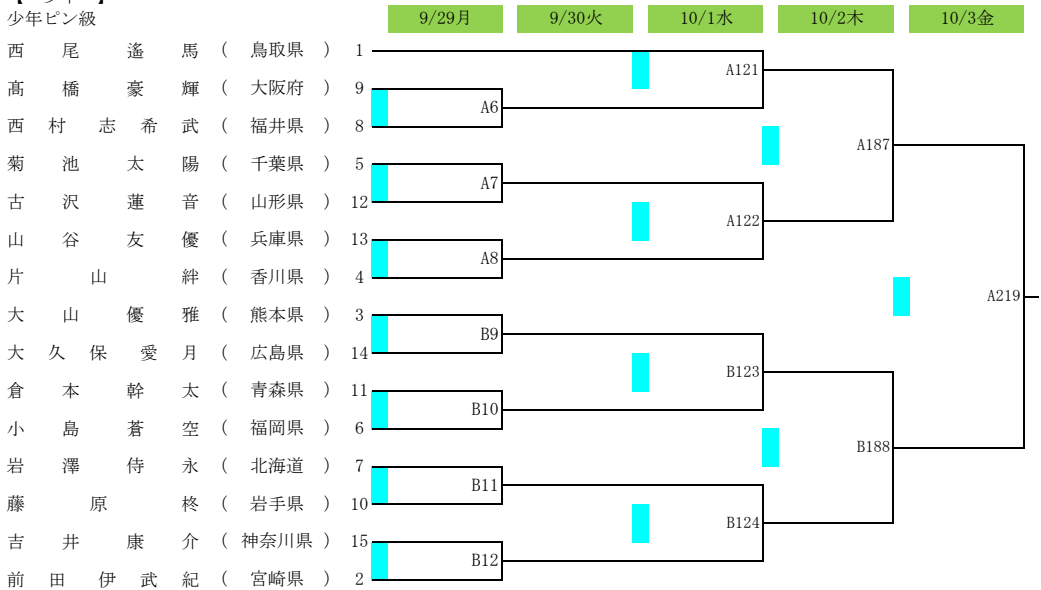 少年ピン級 9/29月 9/30火 10/1水 10/2木 10/3金
西尾遙馬 ( 鳥取県 ) 1
A121
髙橋豪輝 ( 大阪府 ) 9
A6
西村志希武 ( 福井県 ) 8
A187
菊池太陽 ( 千葉県 ) 5
A7
古沢蓮音 ( 山形県 ) 12
A122
山谷友優 ( 兵庫県 ) 13
A8
片山絆 ( 香川県 ) 4
A219
大山優雅 ( 熊本県 ) 3
B9
大久保愛月 ( 広島県 ) 14
B123
倉本幹太 ( 青森県 ) 11
B10
小島蒼空 ( 福岡県 ) 6
B188
岩澤侍永 ( 北海道 ) 7
B11
藤原柊 ( 岩手県 ) 10
B124
吉井康介 ( 神奈川県 ) 15
B12
前田伊武紀 ( 宮崎県 ) 2